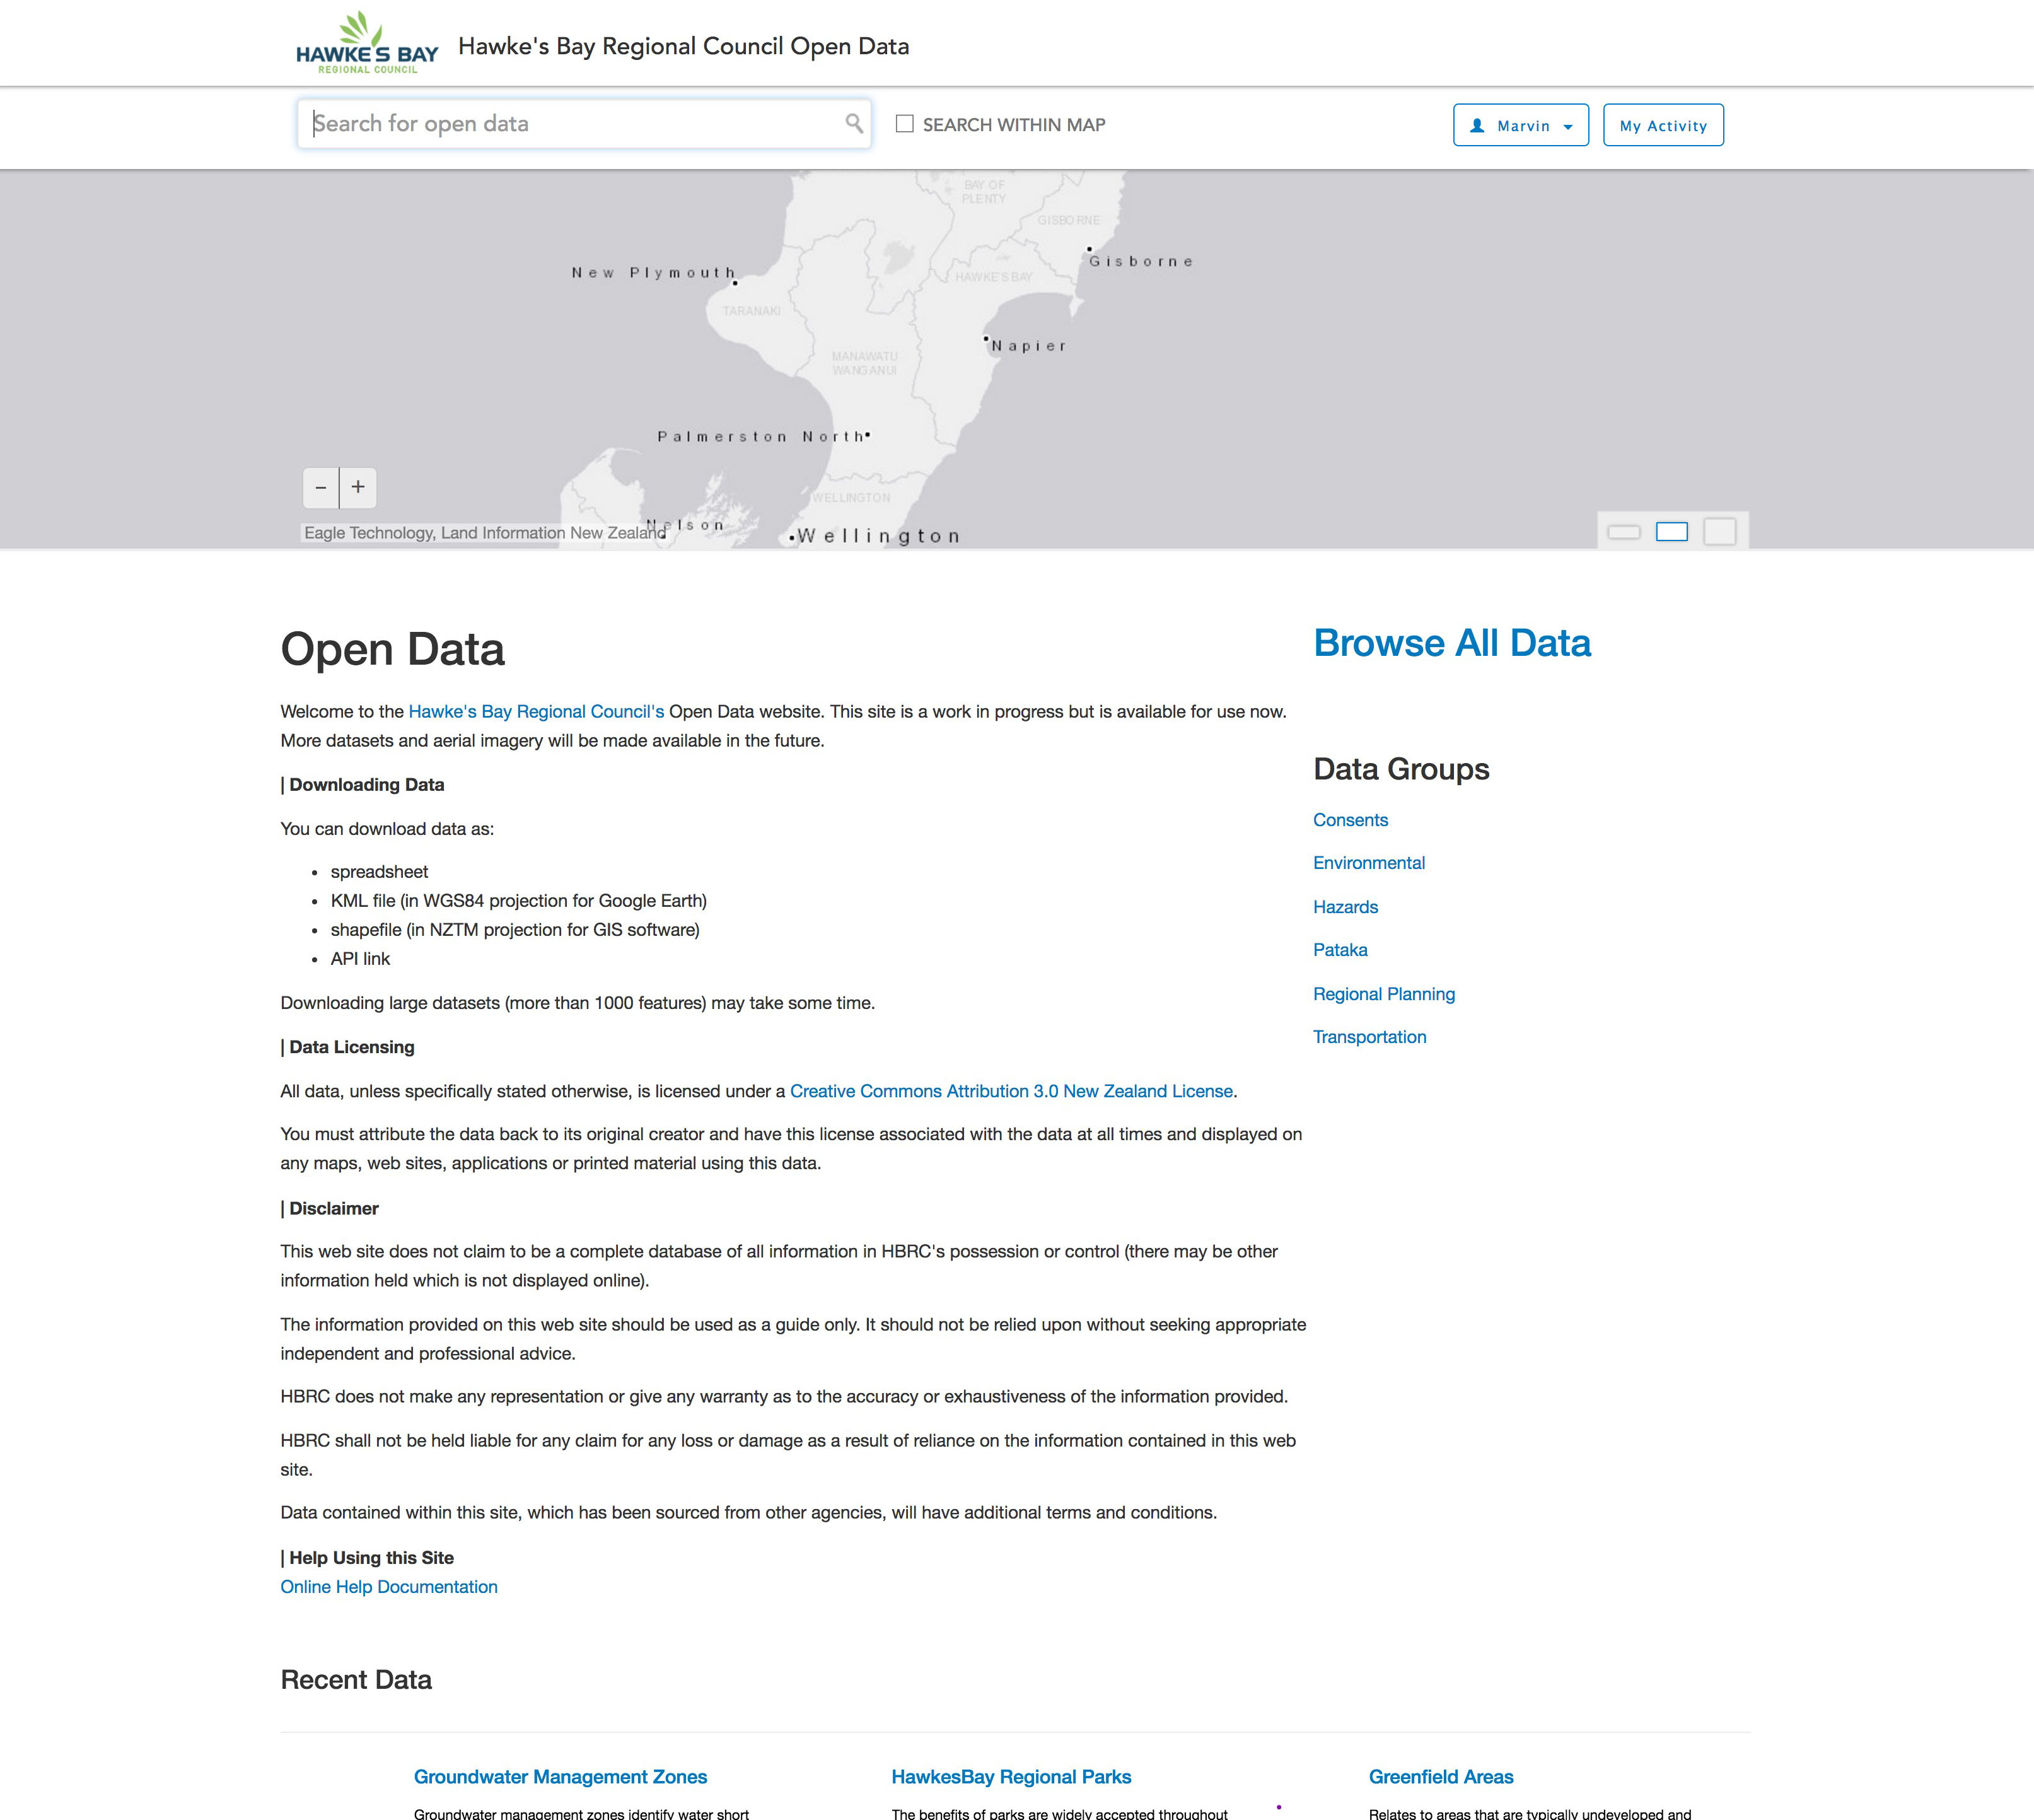 HAWKE'S BAY
REGIONAL COUNCIL
Hawke's Bay Regional Council Open Data
Search for open data
SEARCH WITHIN MAP
Marvin
My Activity
BAY OF
PLENTY
GISBORNE
Gisborne
New Plymouth
HAWKE'S BAY
TARANAKI
Napier
MANAWATU
WANGANUI
Palmerston North
− +
WELLINGTON
Nelson
Eagle Technology, Land Information New Zealand
Wellington
Open Data
Welcome to the Hawke's Bay Regional Council's Open Data website. This site is a work in progress but is available for use now.
More datasets and aerial imagery will be made available in the future.
| Downloading Data
You can download data as:
• spreadsheet
• KML file (in WGS84 projection for Google Earth)
• shapefile (in NZTM projection for GIS software)
• API link
Downloading large datasets (more than 1000 features) may take some time.
| Data Licensing
All data, unless specifically stated otherwise, is licensed under a Creative Commons Attribution 3.0 New Zealand License.
You must attribute the data back to its original creator and have this license associated with the data at all times and displayed on
any maps, web sites, applications or printed material using this data.
| Disclaimer
This web site does not claim to be a complete database of all information in HBRC's possession or control (there may be other
information held which is not displayed online).
The information provided on this web site should be used as a guide only. It should not be relied upon without seeking appropriate
independent and professional advice.
HBRC does not make any representation or give any warranty as to the accuracy or exhaustiveness of the information provided.
HBRC shall not be held liable for any claim for any loss or damage as a result of reliance on the information contained in this web
site.
Data contained within this site, which has been sourced from other agencies, will have additional terms and conditions.
| Help Using this Site
Online Help Documentation
Browse All Data
Data Groups
Consents
Environmental
Hazards
Pataka
Regional Planning
Transportation
Recent Data
Groundwater Management Zones
Groundwater management zones identify water short
HawkesBay Regional Parks
The benefits of parks are widely accepted throughout
Greenfield Areas
Relates to areas that are typically undeveloped and